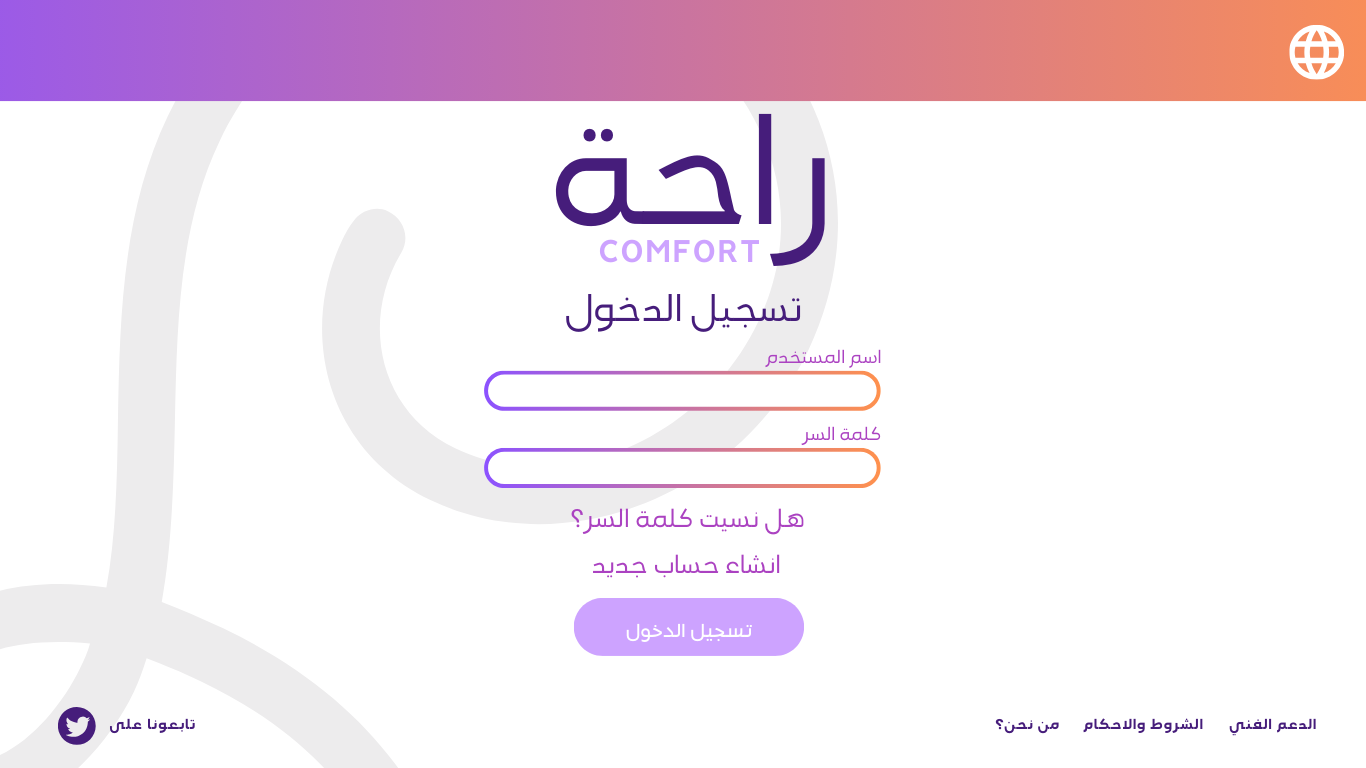 راحة
COMFORT
تسجيل الدخول
اسم المستخدم
كلمة السر
هل نسيت كلمة السر؟
انشاء حساب جديد
تسجيل الدخول
الدعم الفني
الشروط والاحكام
من نحن؟
تابعونا على